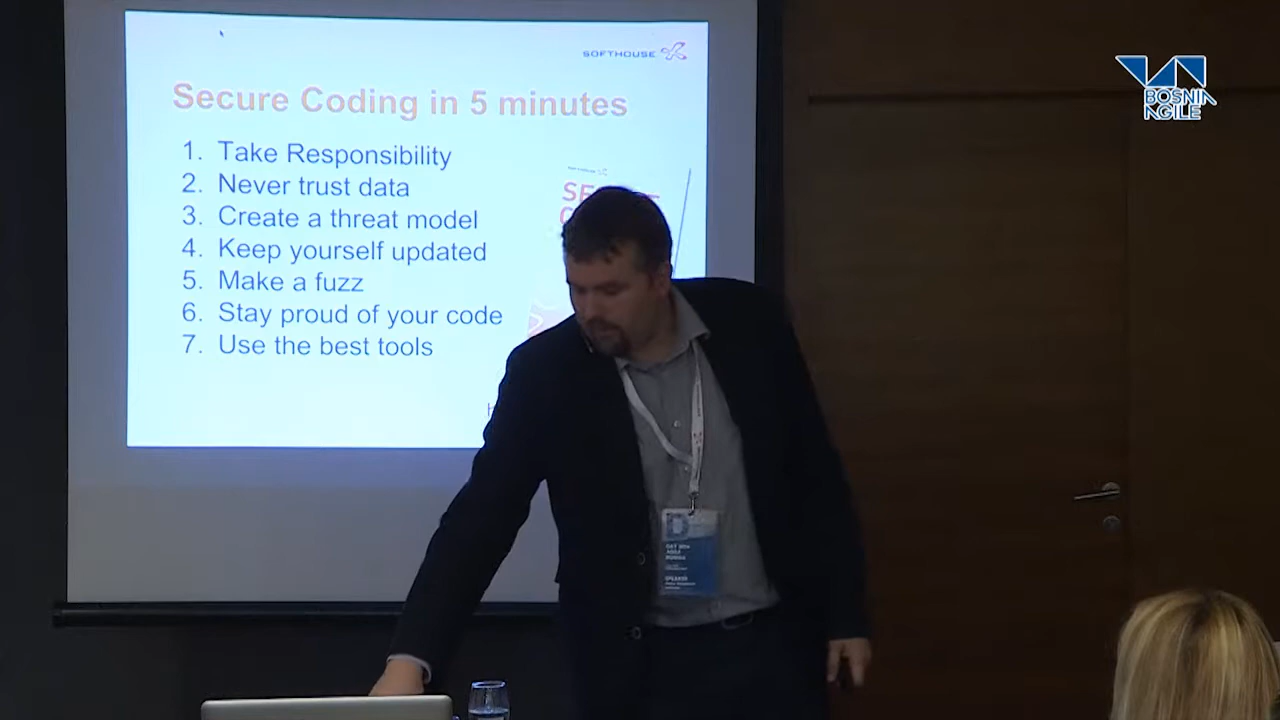 SOFTHOUSE
Secure Coding in 5 minutes
1. Take Responsibility
2. Never trust data
3. Create a threat model
4. Keep yourself updated
5. Make a fuzz
6. Stay proud of your code
7. Use the best tools
BOSNIA
AGILE
SPEAKER